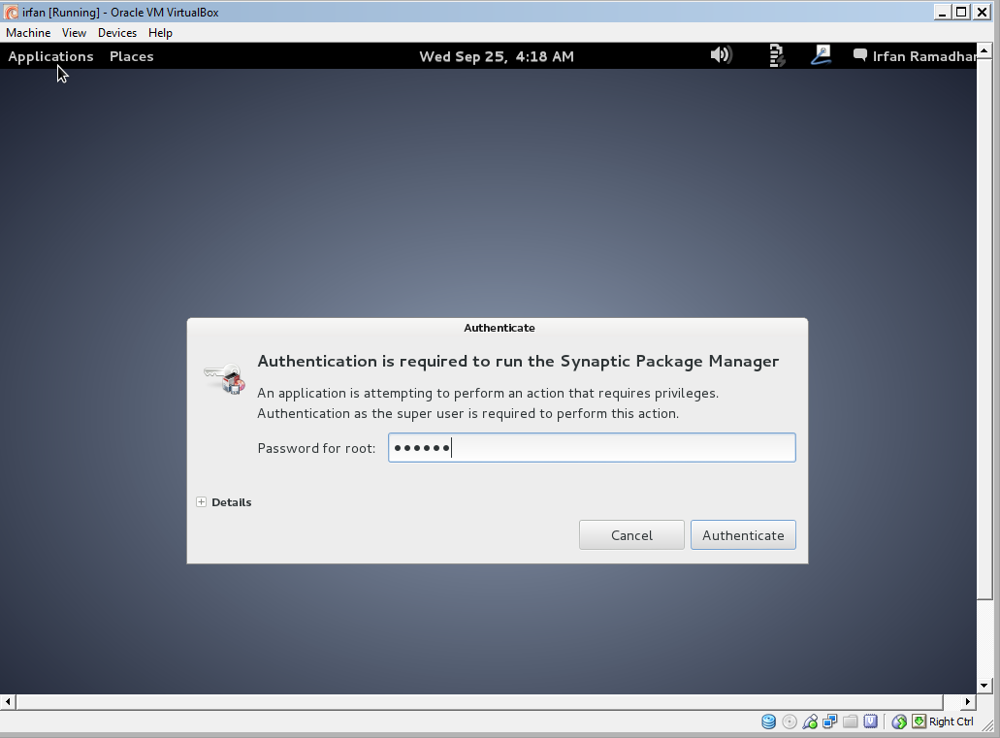 irfan [Running] - Oracle VM VirtualBox
Machine View Devices Help
Applications Places Wed Sep 25, 4:18 AM Irfan Ramadhan
Authenticate
Authentication is required to run the Synaptic Package Manager
An application is attempting to perform an action that requires privileges.
Authentication as the super user is required to perform this action.
Password for root: ••••••
Details
Cancel Authenticate
Right Ctrl